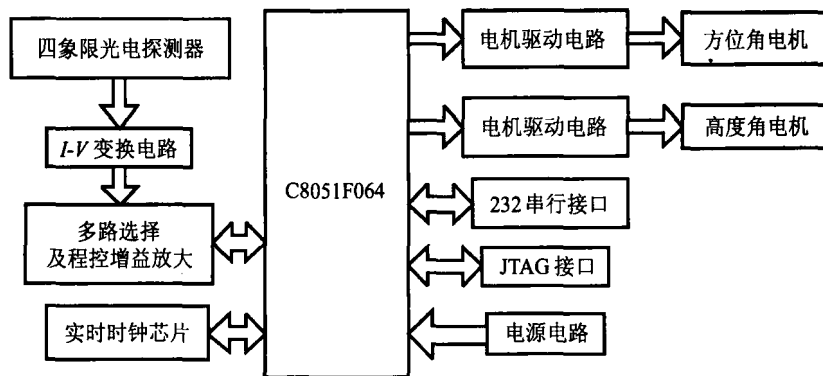 四象限光电探测器
I-V 变换电路
多路选择
及程控增益放大
实时时钟芯片
C8051F064
电机驱动电路
方位角电机
电机驱动电路
高度角电机
232 串行接口
JTAG 接口
电源电路